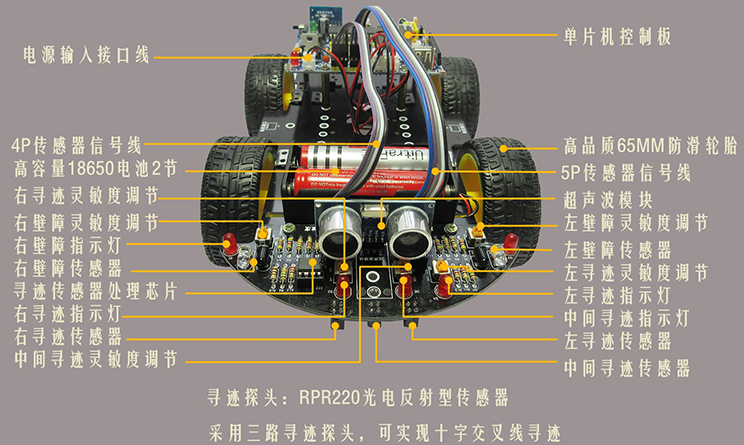 电源输入接口线
单片机控制板
4P传感器信号线
高品质65MM防滑轮胎
高容量18650电池2节
5P传感器信号线
右寻迹灵敏度调节
超声波模块
右壁障灵敏度调节
左壁障灵敏度调节
右壁障指示灯
左壁障传感器
右壁障传感器
左寻迹灵敏度调节
寻迹传感器处理芯片
左寻迹指示灯
右寻迹指示灯
中间寻迹指示灯
右寻迹传感器
左寻迹传感器
中间寻迹灵敏度调节
中间寻迹传感器
寻迹探头：RPR220光电反射型传感器
采用三路寻迹探头，可实现十字交叉线寻迹